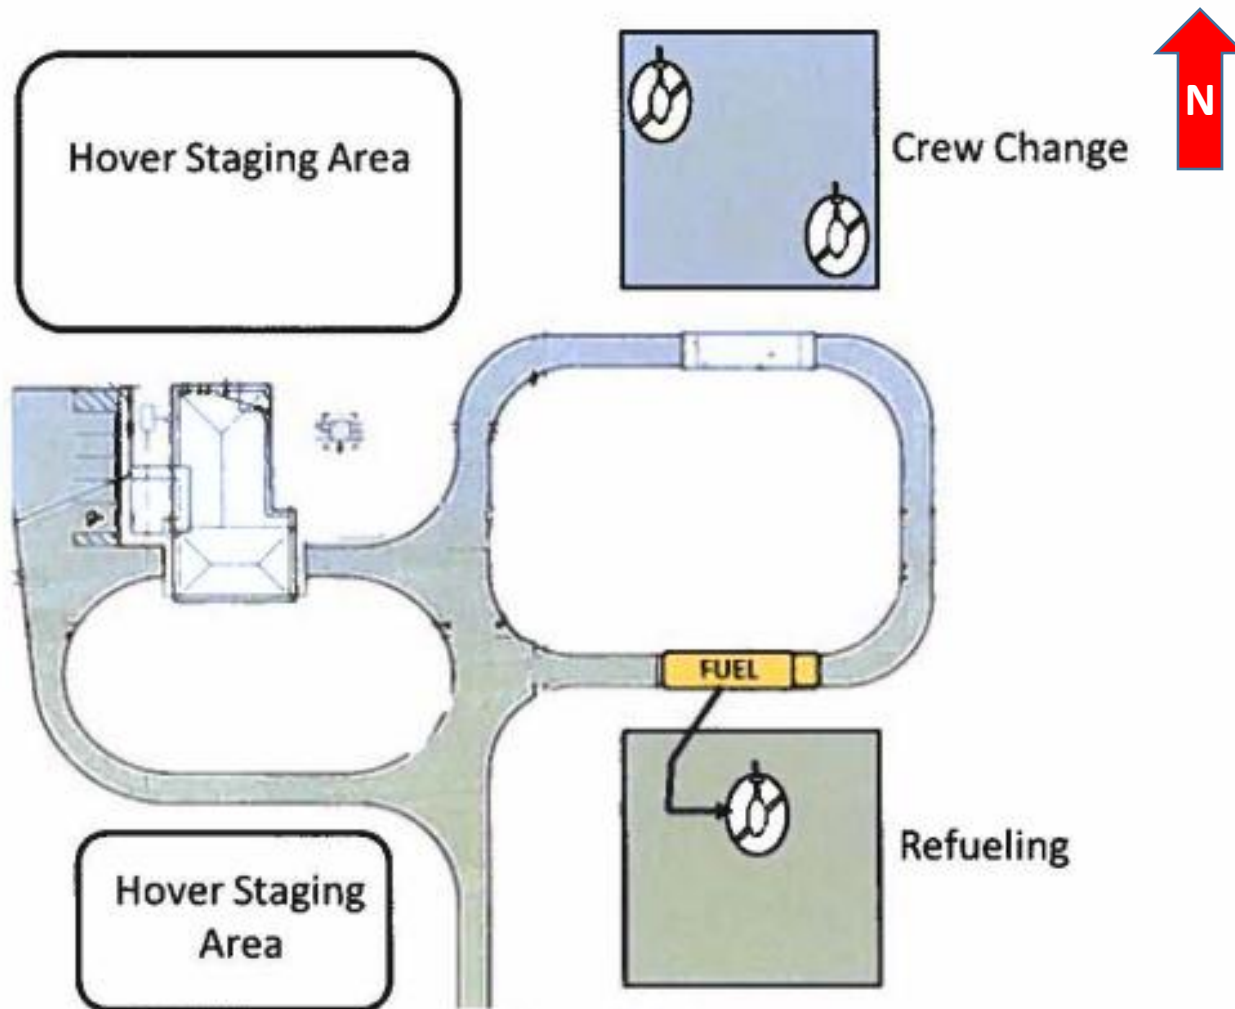 N
Hover Staging Area
Crew Change
FUEL
Refueling
Hover Staging
Area